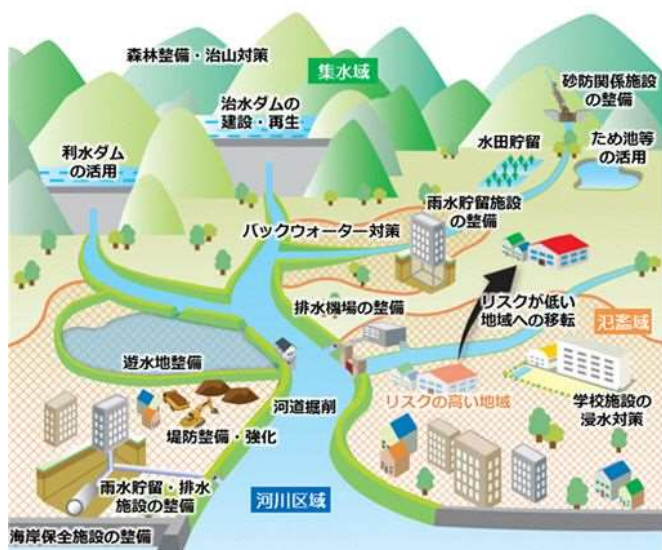 森林整備・治山対策
集水域
砂防関係施設
の整備
治水ダムの
建設・再生
水田貯留
ため池等
の活用
利水ダム
の活用
雨水貯留施設
の整備
バックウォーター対策
排水機場の整備
リスクが低い
地域への移転
氾濫域
遊水地整備
リスクの高い地域
学校施設の
浸水対策
河道掘削
堤防整備・強化
雨水貯留・排水
施設の整備
河川区域
海岸保全施設の整備